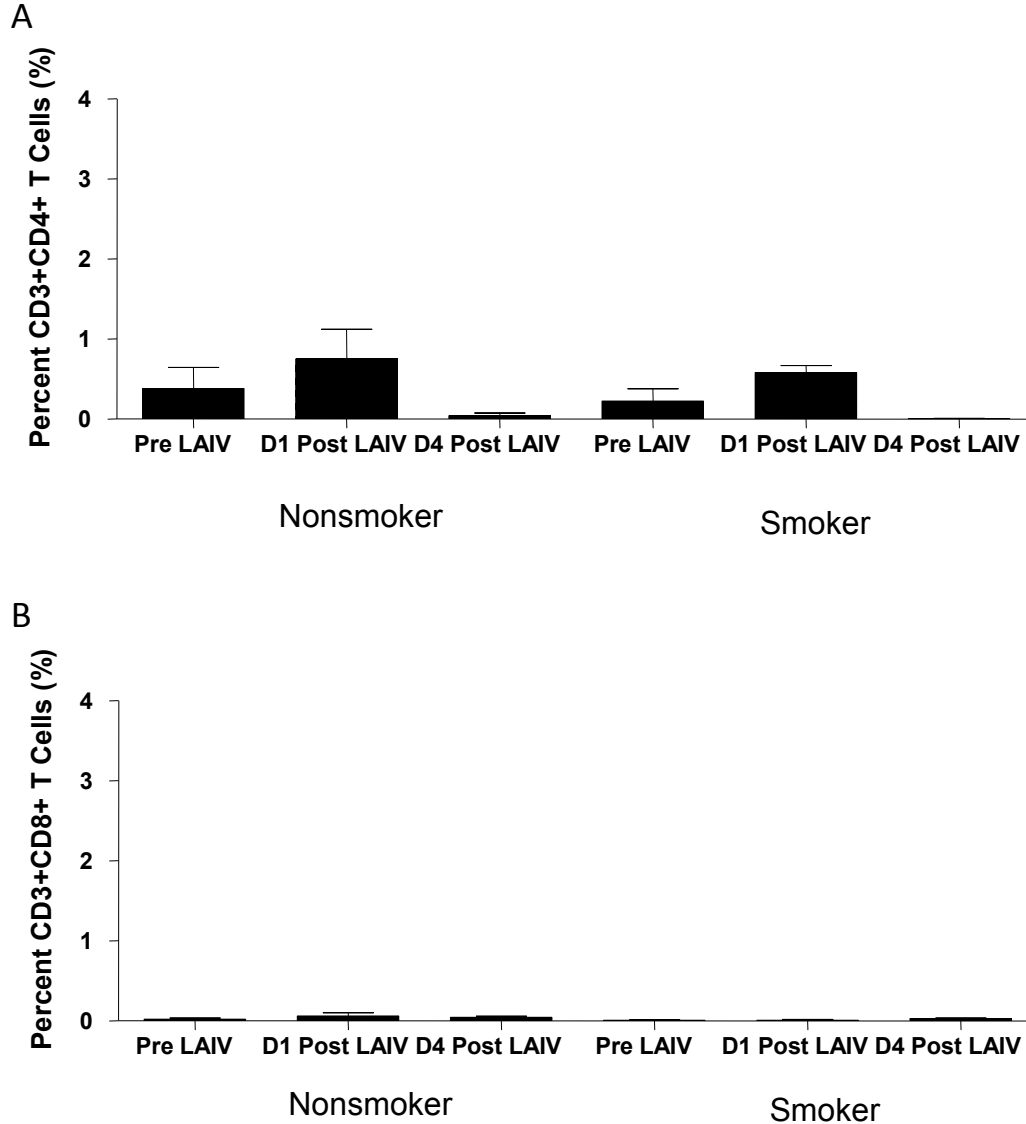 A
Percent CD3+CD4+ T Cells (%)
4
3
2
1
0
Pre LAIV D1 Post LAIV D4 Post LAIV Pre LAIV D1 Post LAIV D4 Post LAIV
Nonsmoker Smoker
B
Percent CD3+CD8+ T Cells (%)
4
3
2
1
0
Pre LAIV D1 Post LAIV D4 Post LAIV Pre LAIV D1 Post LAIV D4 Post LAIV
Nonsmoker Smoker